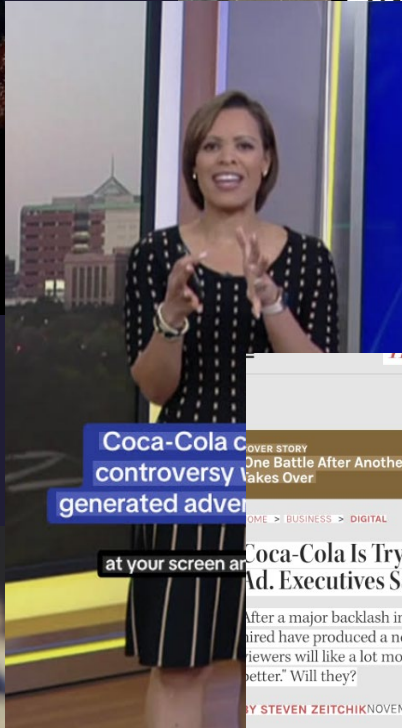 Coca-Cola c
controversy
generated adver
at your screen an
OVER STORY
One Battle After Anothe
Takes Over
OME > BUSINESS > DIGITAL
Coca-Cola Is Try
Ad. Executives S
After a major backlash in
hired have produced a n
viewers will like a lot mo
better." Will they?
BY STEVEN ZEITCHIK NOVEM